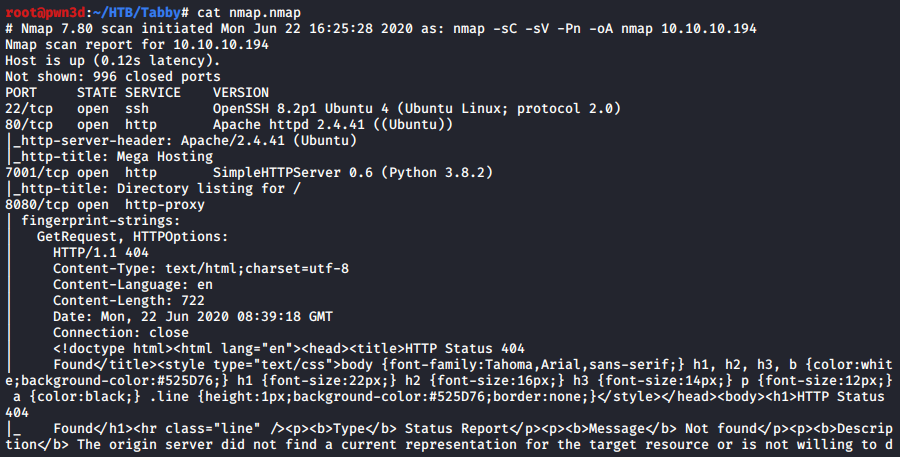 root@pwn3d:~/HTB/Tabby# cat nmap.nmap
# Nmap 7.80 scan initiated Mon Jun 22 16:25:28 2020 as: nmap -sC -sV -Pn -oA nmap 10.10.10.194
Nmap scan report for 10.10.10.194
Host is up (0.12s latency).
Not shown: 996 closed ports
PORT     STATE SERVICE    VERSION
22/tcp   open  ssh        OpenSSH 8.2p1 Ubuntu 4 (Ubuntu Linux; protocol 2.0)
80/tcp   open  http       Apache httpd 2.4.41 ((Ubuntu))
|_http-server-header: Apache/2.4.41 (Ubuntu)
|_http-title: Mega Hosting
7001/tcp open  http       SimpleHTTPServer 0.6 (Python 3.8.2)
|_http-title: Directory listing for /
8080/tcp open  http-proxy
| fingerprint-strings:
|   GetRequest, HTTPOptions:
|     HTTP/1.1 404
|     Content-Type: text/html;charset=utf-8
|     Content-Language: en
|     Content-Length: 722
|     Date: Mon, 22 Jun 2020 08:39:18 GMT
|     Connection: close
|     <!doctype html><html lang="en"><head><title>HTTP Status 404
|     Found</title><style type="text/css">body {font-family:Tahoma,Arial,sans-serif;} h1, h2, h3, b {color:whit
e;background-color:#525D76;} h1 {font-size:22px;} h2 {font-size:16px;} h3 {font-size:14px;} p {font-size:12px;}
 a {color:black;} .line {height:1px;background-color:#525D76;border:none;}</style></head><body><h1>HTTP Status
404
|_    Found</h1><hr class="line" /><p><b>Type</b> Status Report</p><p><b>Message</b> Not found</p><p><b>Descrip
tion</b> The origin server did not find a current representation for the target resource or is not willing to d